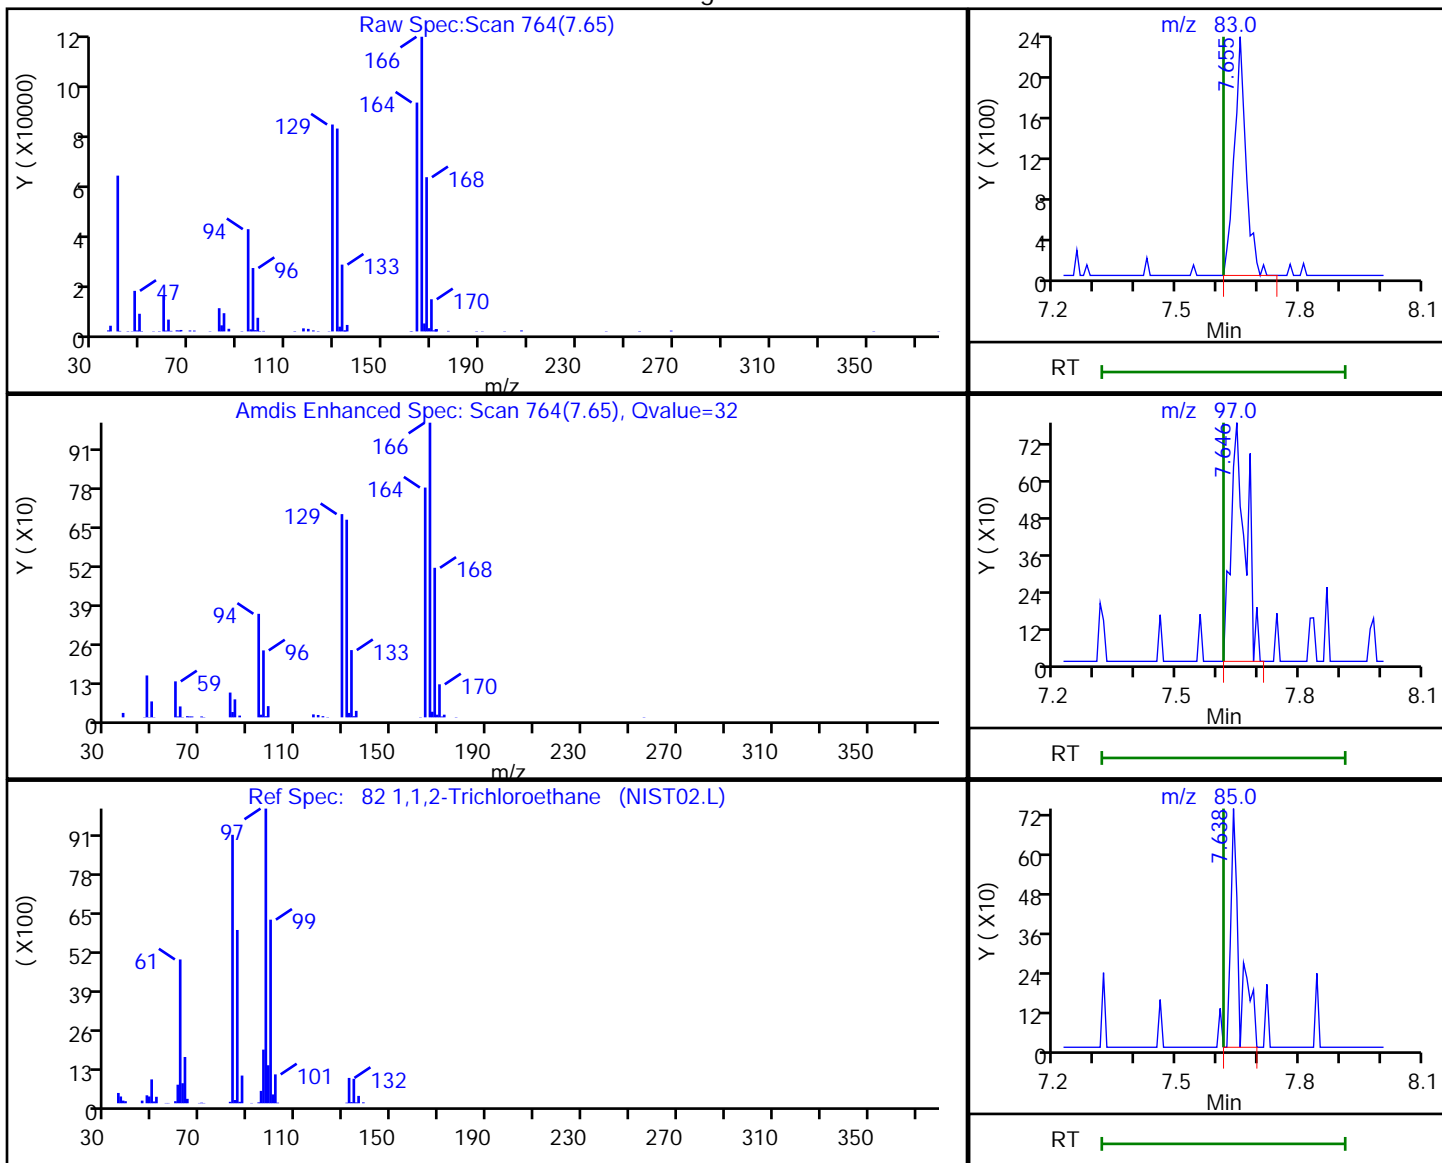 Raw Spec:Scan 764(7.65)
Y ( X10000)
12
10
8
6
4
2
0
166
164
129
168
94
96
133
47
170
30 70 110 150 190 230 270 310 350
m/z
m/z 83.0
Y ( X100)
24
20
16
12
8
4
0
7.655
7.2 7.5 7.8 8.1
Min
RT
Amdis Enhanced Spec: Scan 764(7.65), Qvalue=32
Y ( X10)
91
78
65
52
39
26
13
0
166
164
129
168
94
96
133
59
170
30 70 110 150 190 230 270 310 350
m/z
m/z 97.0
Y ( X10)
72
60
48
36
24
12
0
7.646
7.2 7.5 7.8 8.1
Min
RT
Ref Spec: 82 1,1,2-Trichloroethane (NIST02.L)
( X100)
91
78
65
52
39
26
13
0
97
99
61
101
132
30 70 110 150 190 230 270 310 350
m/z 85.0
Y ( X10)
72
60
48
36
24
12
0
7.638
7.2 7.5 7.8 8.1
Min
RT